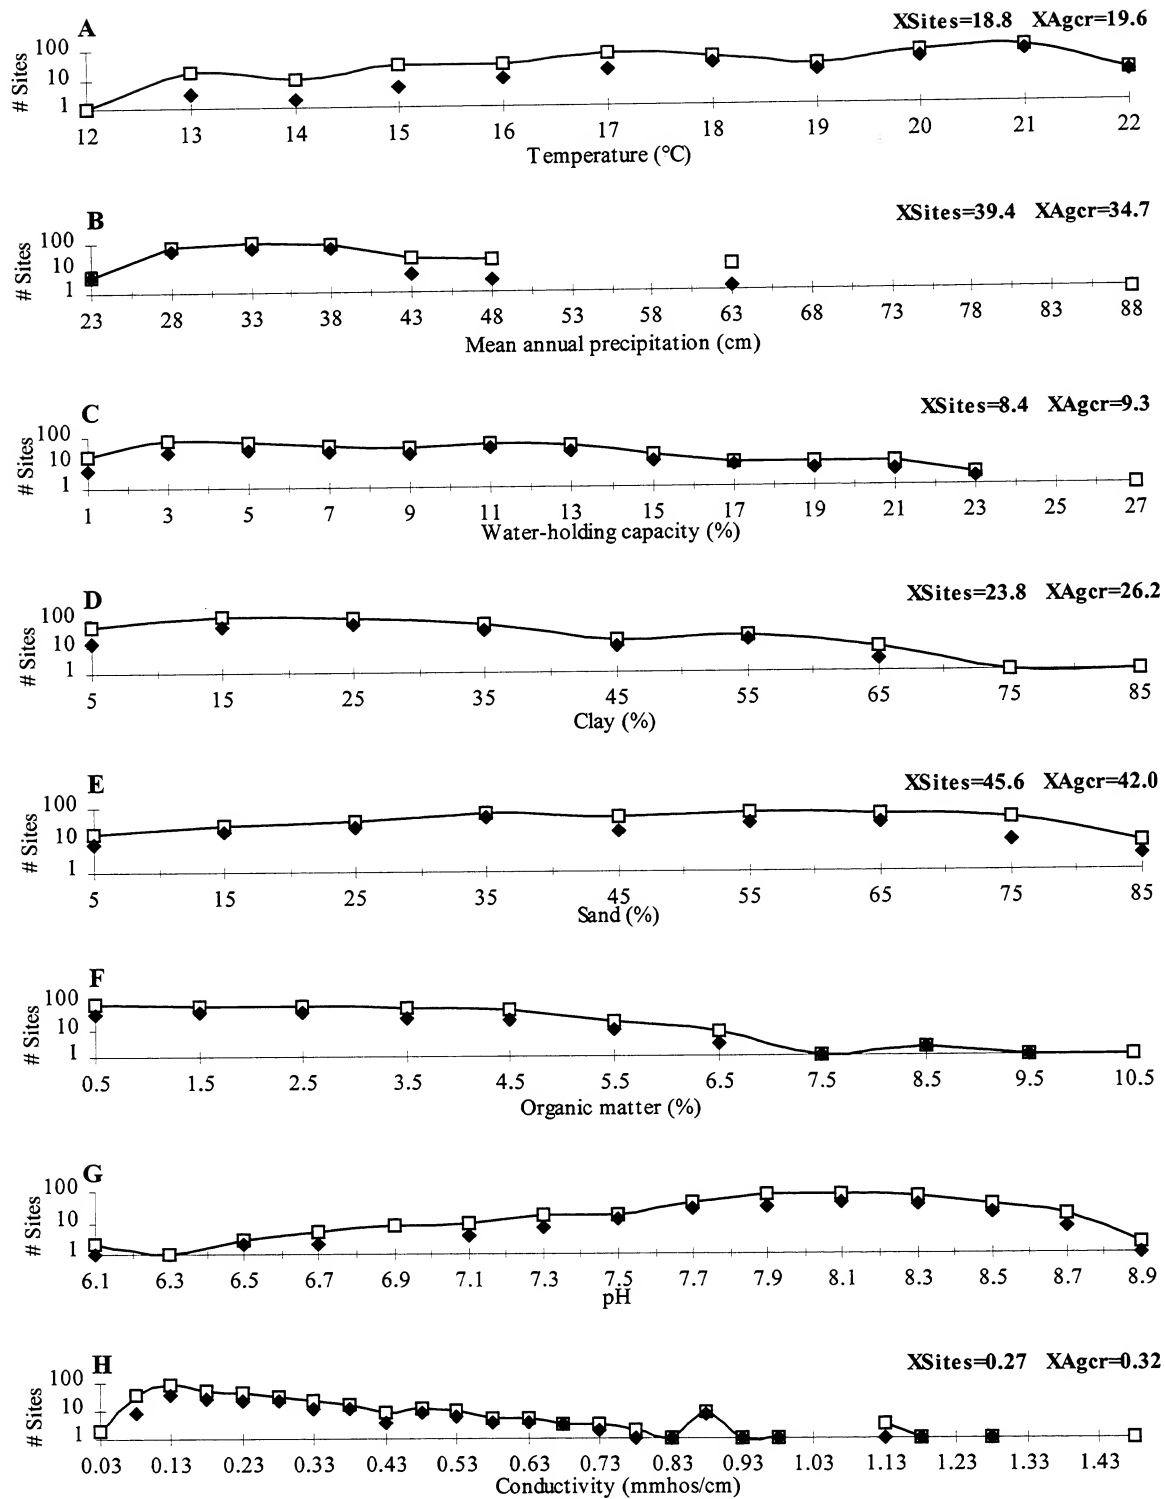 A
XSites=18.8 XAgcr=19.6
# Sites
100
10
1
12 13 14 15 16 17 18 19 20 21 22
Temperature (°C)
B
XSites=39.4 XAgcr=34.7
# Sites
100
10
1
23 28 33 38 43 48 53 58 63 68 73 78 83 88
Mean annual precipitation (cm)
C
XSites=8.4 XAgcr=9.3
# Sites
100
10
1
1 3 5 7 9 11 13 15 17 19 21 23 25 27
Water-holding capacity (%)
D
XSites=23.8 XAgcr=26.2
# Sites
100
10
1
5 15 25 35 45 55 65 75 85
Clay (%)
E
XSites=45.6 XAgcr=42.0
# Sites
100
10
1
5 15 25 35 45 55 65 75 85
Sand (%)
F
# Sites
100
10
1
0.5 1.5 2.5 3.5 4.5 5.5 6.5 7.5 8.5 9.5 10.5
Organic matter (%)
G
# Sites
100
10
1
6.1 6.3 6.5 6.7 6.9 7.1 7.3 7.5 7.7 7.9 8.1 8.3 8.5 8.7 8.9
pH
H
XSites=0.27 XAgcr=0.32
# Sites
100
10
1
0.03 0.13 0.23 0.33 0.43 0.53 0.63 0.73 0.83 0.93 1.03 1.13 1.23 1.33 1.43
Conductivity (mmhos/cm)